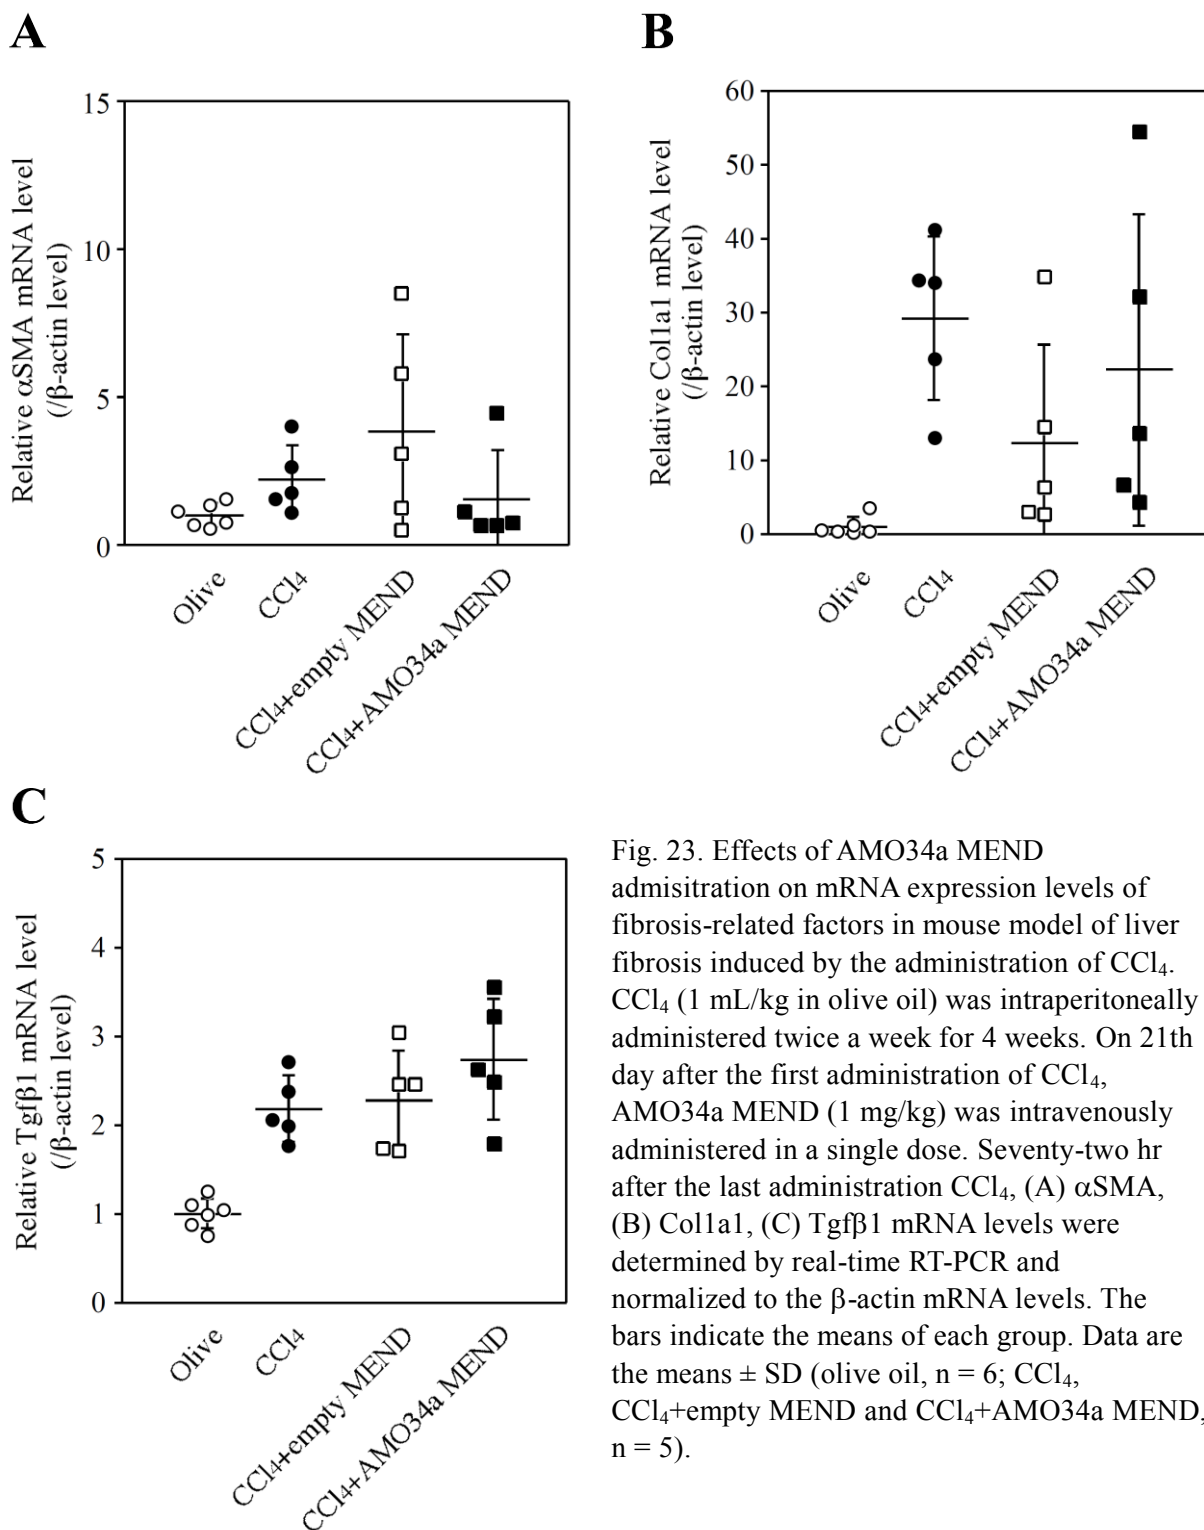 A
Relative αSMA mRNA level
(/β-actin level)
15
10
5
0
Olive
CCl4
CCl4+empty MEND
CCl4+AMO34a MEND
B
Relative Col1a1 mRNA level
(/β-actin level)
60
50
40
30
20
10
0
Olive
CCl4
CCl4+empty MEND
CCl4+AMO34a MEND
C
Relative Tgfβ1 mRNA level
(/β-actin level)
5
4
3
2
1
0
Olive
CCl4
CCl4+empty MEND
CCl4+AMO34a MEND
Fig. 23. Effects of AMO34a MEND
admisitration on mRNA expression levels of
fibrosis-related factors in mouse model of liver
fibrosis induced by the administration of CCl4.
CCl4 (1 mL/kg in olive oil) was intraperitoneally
administered twice a week for 4 weeks. On 21th
day after the first administration of CCl4,
AMO34a MEND (1 mg/kg) was intravenously
administered in a single dose. Seventy-two hr
after the last administration CCl4, (A) αSMA,
(B) Col1a1, (C) Tgfβ1 mRNA levels were
determined by real-time RT-PCR and
normalized to the β-actin mRNA levels. The
bars indicate the means of each group. Data are
the means ± SD (olive oil, n = 6; CCl4,
CCl4+empty MEND and CCl4+AMO34a MEND,
n = 5).